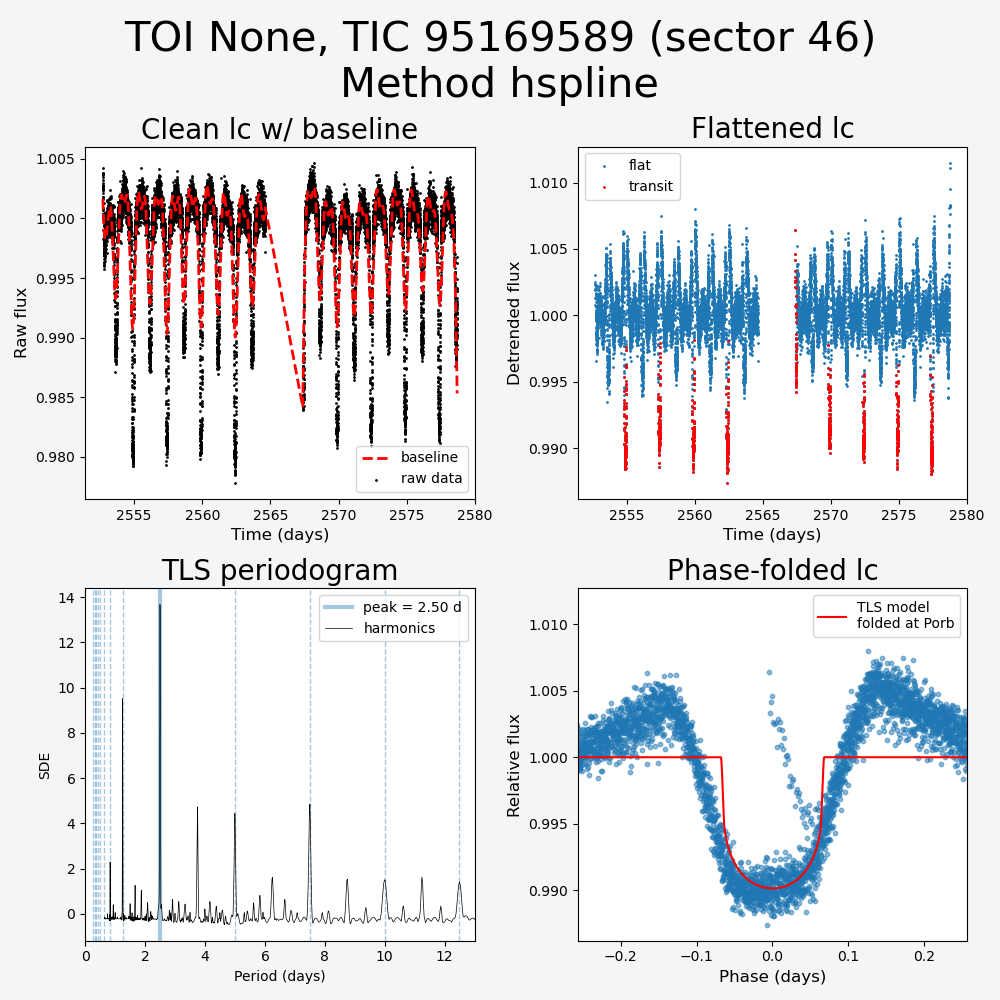 TOI None, TIC 95169589 (sector 46)
Method hspline
Clean lc w/ baseline
Raw flux
1.005
1.000
0.995
0.990
0.985
0.980
baseline
raw data
2555
2560
2565
2570
2575
2580
Time (days)
Flattened lc
Detrended flux
1.010
1.005
1.000
0.995
0.990
flat
transit
2555
2560
2565
2570
2575
2580
Time (days)
TLS periodogram
SDE
14
12
10
8
6
4
2
0
peak = 2.50 d
harmonics
0
2
4
6
8
10
12
Period (days)
Phase-folded lc
Relative flux
1.010
1.005
1.000
0.995
0.990
TLS model
folded at Porb
−0.2
−0.1
0.0
0.1
0.2
Phase (days)